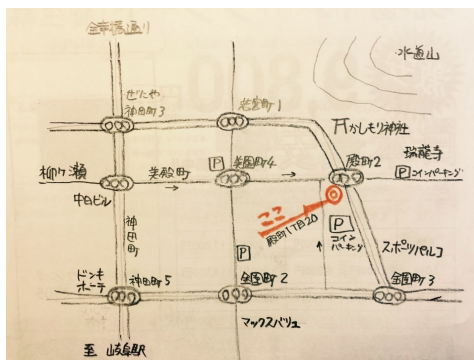 金華橋通り
水道山
せいたや
神田町3
若宮町1
かしもり神社
殿町2
瑞龍寺
P コインパーキング
柳ヶ瀬
美殿町
→
P
美園町4
→
中日ビル
ここ
殿町1丁目20
P
コイン
パーキング
神田町
↑
スポーツパルコ
P
ドンキ
ホーテ
神田町5
金園町2
金園町3
マックスバリュ
至 岐阜駅